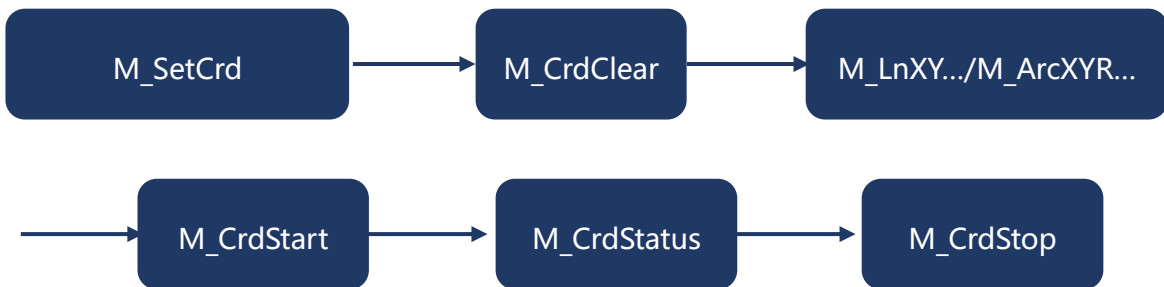 M_SetCrd
M_CrdClear
M_LnXY.../M_ArcXYR...
M_CrdStart
M_CrdStatus
M_CrdStop